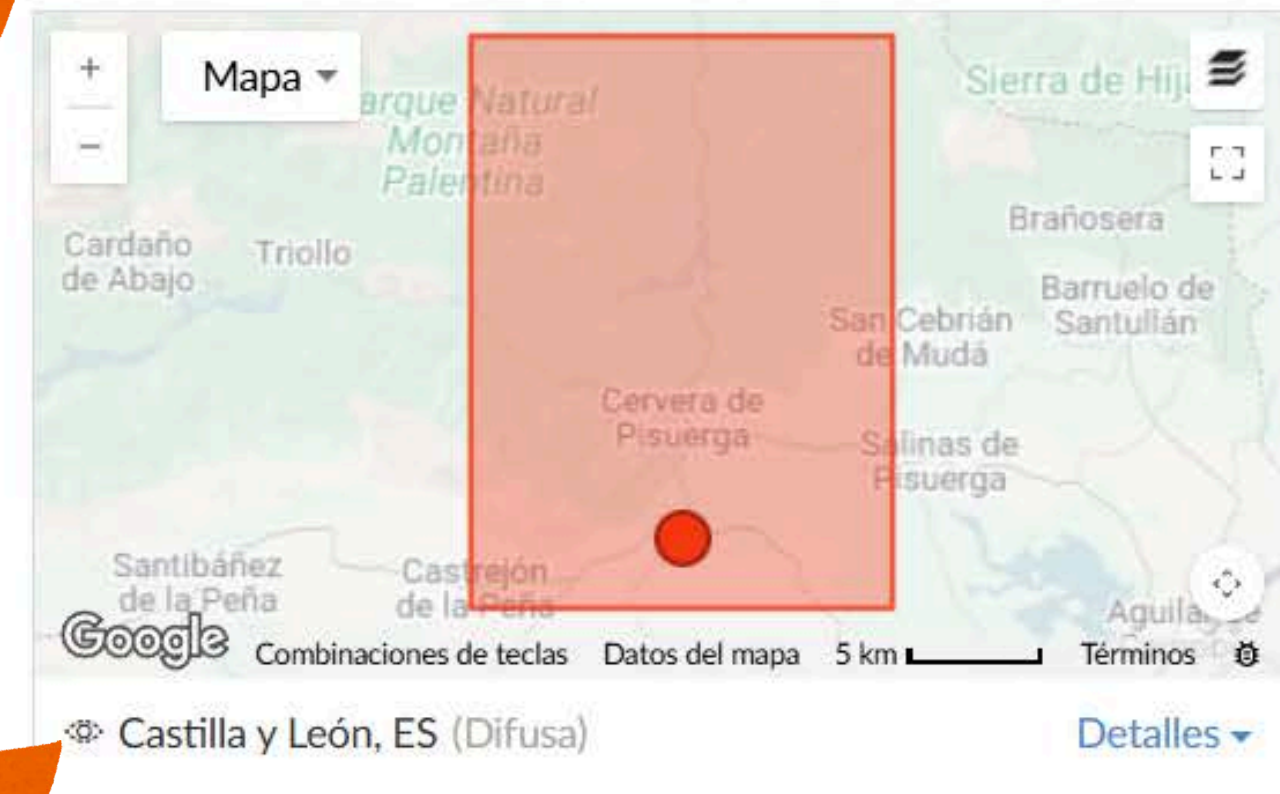 +
Mapa
−
arque Natural
Montaña
Palentina
Sierra de Hij
Brañosera
Cardaño
de Abajo
Triollo
Barruelo de
Santullán
San Cebrián
de Mudá
Cervera de
Pisuerga
Salinas de
Pisuerga
Santibáñez
de la Peña
Castrejón
de la Peña
Aguilar de
Google
Combinaciones de teclas
Datos del mapa
5 km
Términos
Castilla y León, ES (Difusa)
Detalles